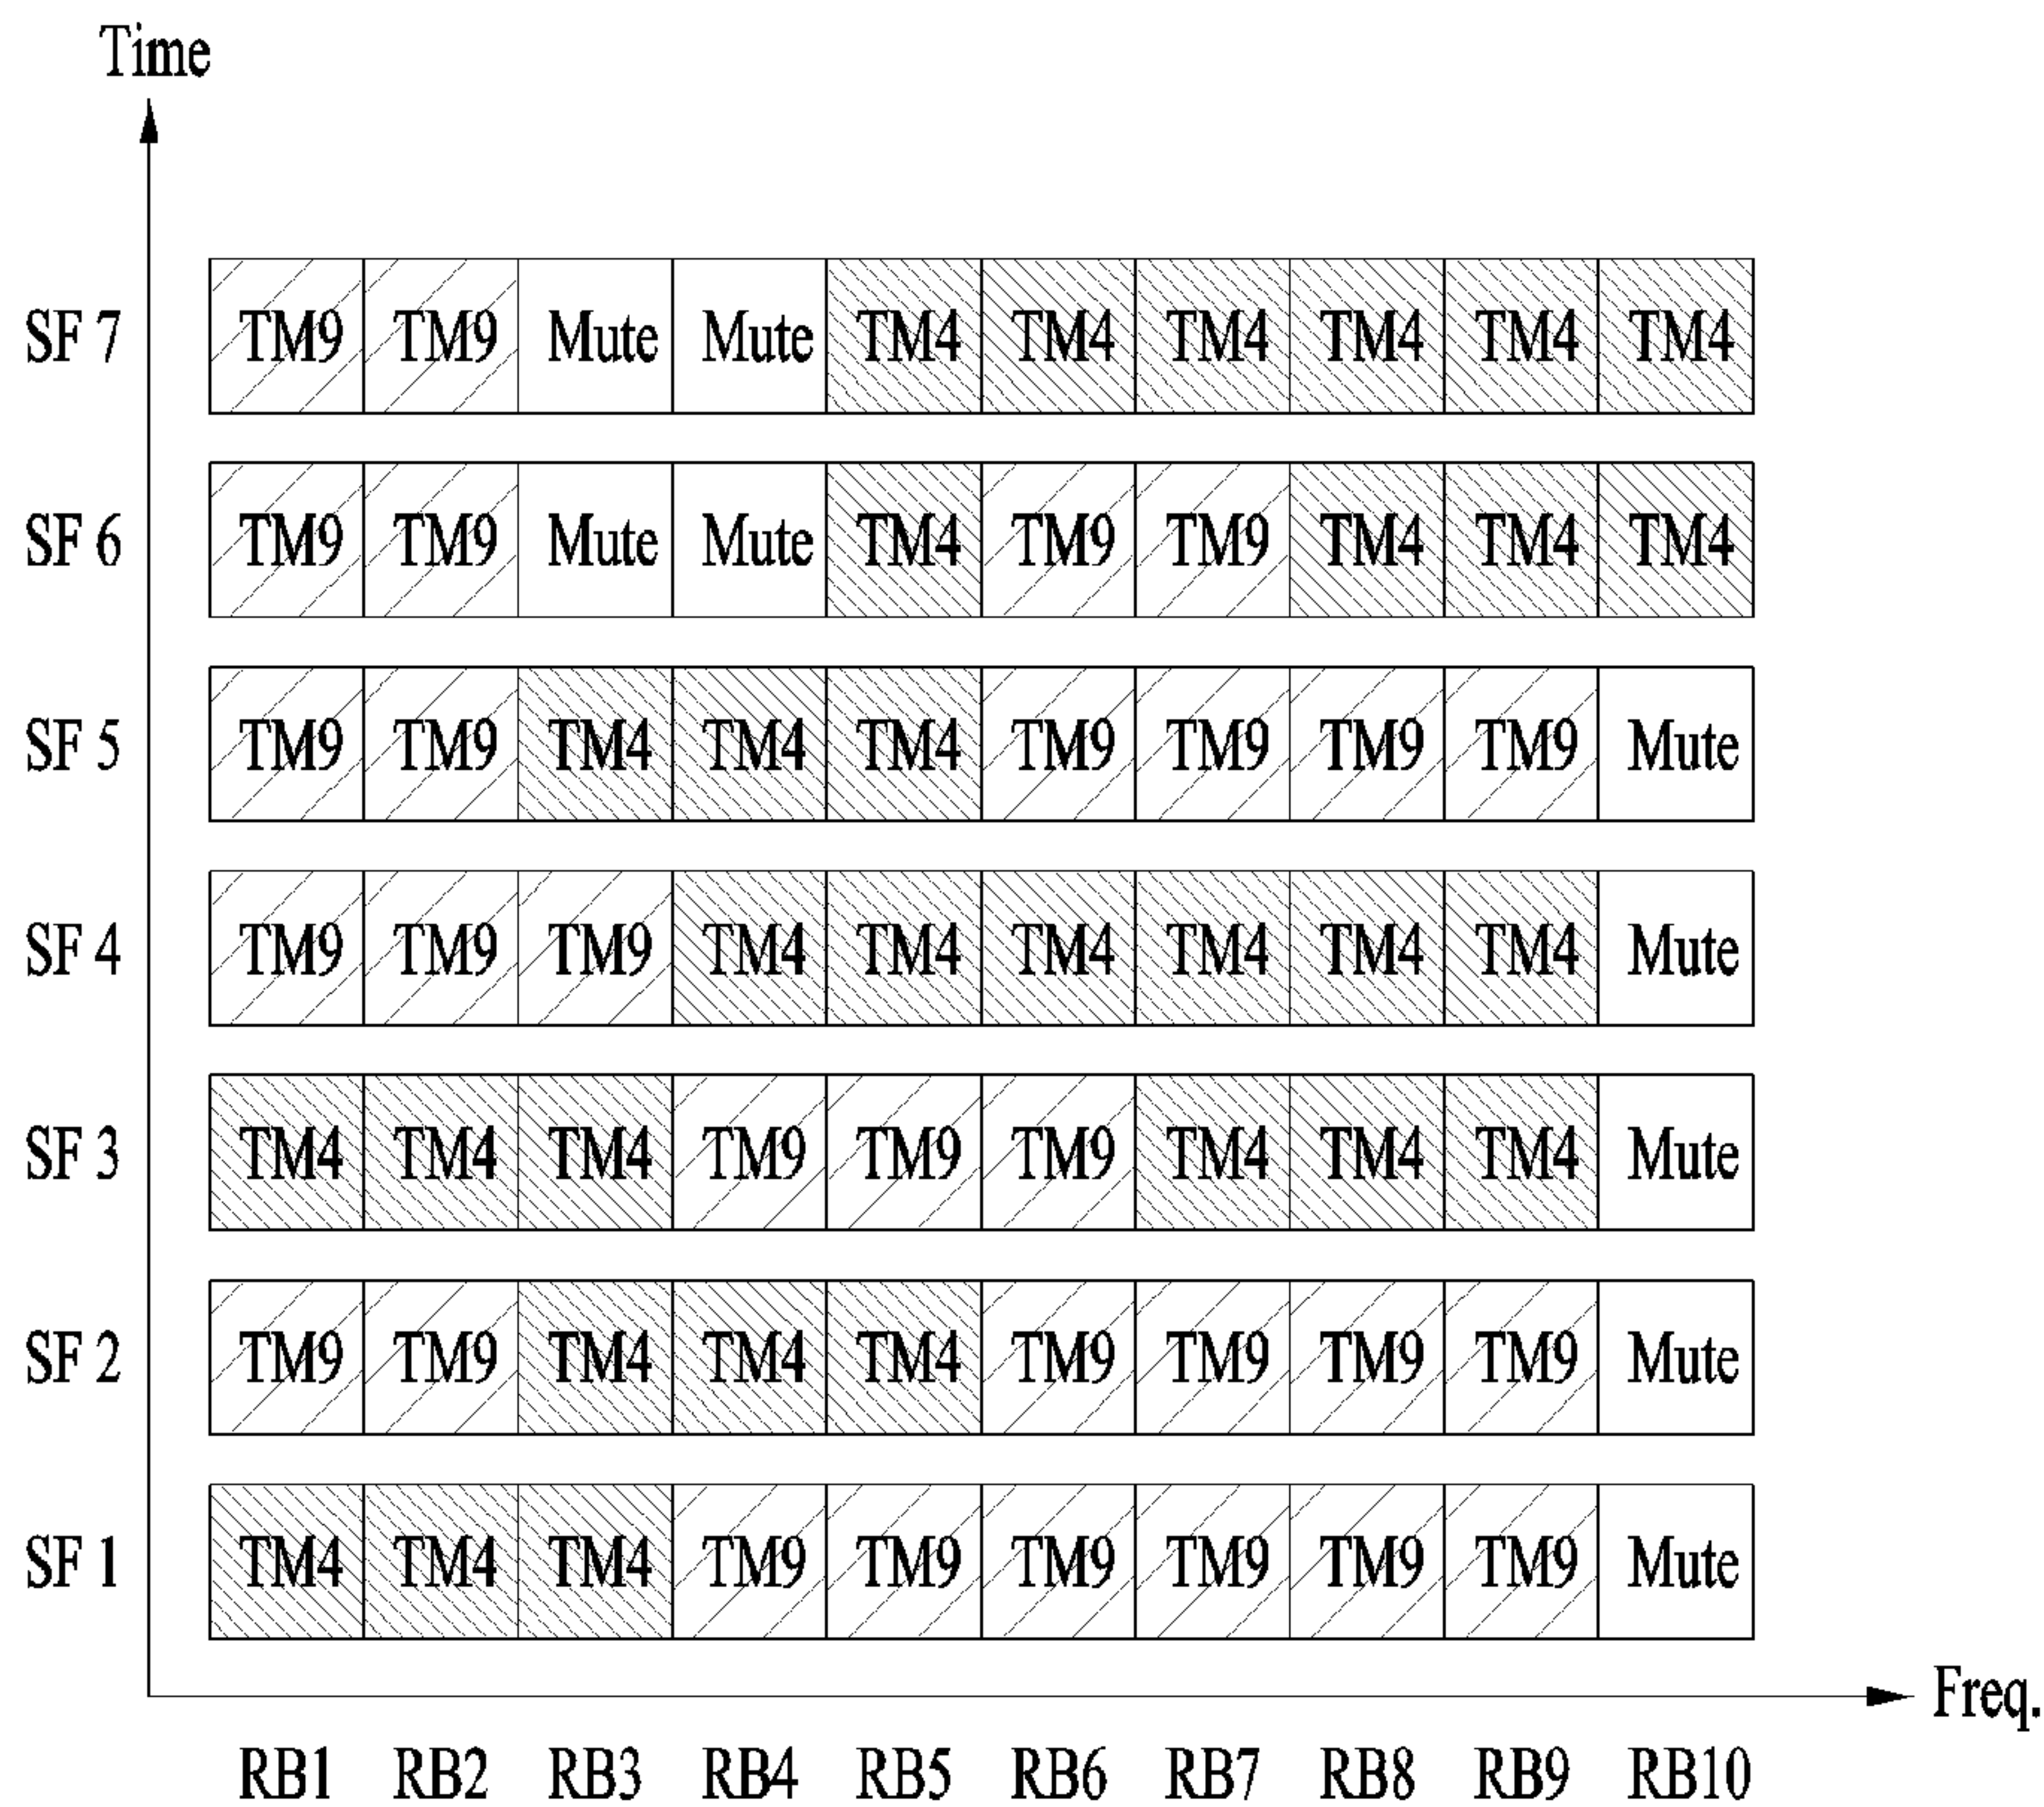 Time
SF 7 TM9 TM9 Mute Mute TM4 TM4 TM4 TM4 TM4 TM4
SF 6 TM9 TM9 Mute Mute TM4 TM9 TM9 TM4 TM4 TM4
SF 5 TM9 TM9 TM4 TM4 TM4 TM9 TM9 TM9 TM9 Mute
SF 4 TM9 TM9 TM9 TM4 TM4 TM4 TM4 TM4 TM4 Mute
SF 3 TM4 TM4 TM4 TM9 TM9 TM9 TM4 TM4 TM4 Mute
SF 2 TM9 TM9 TM4 TM4 TM4 TM9 TM9 TM9 TM9 Mute
SF 1 TM4 TM4 TM4 TM9 TM9 TM9 TM9 TM9 TM9 Mute
Freq.
RB1 RB2 RB3 RB4 RB5 RB6 RB7 RB8 RB9 RB10